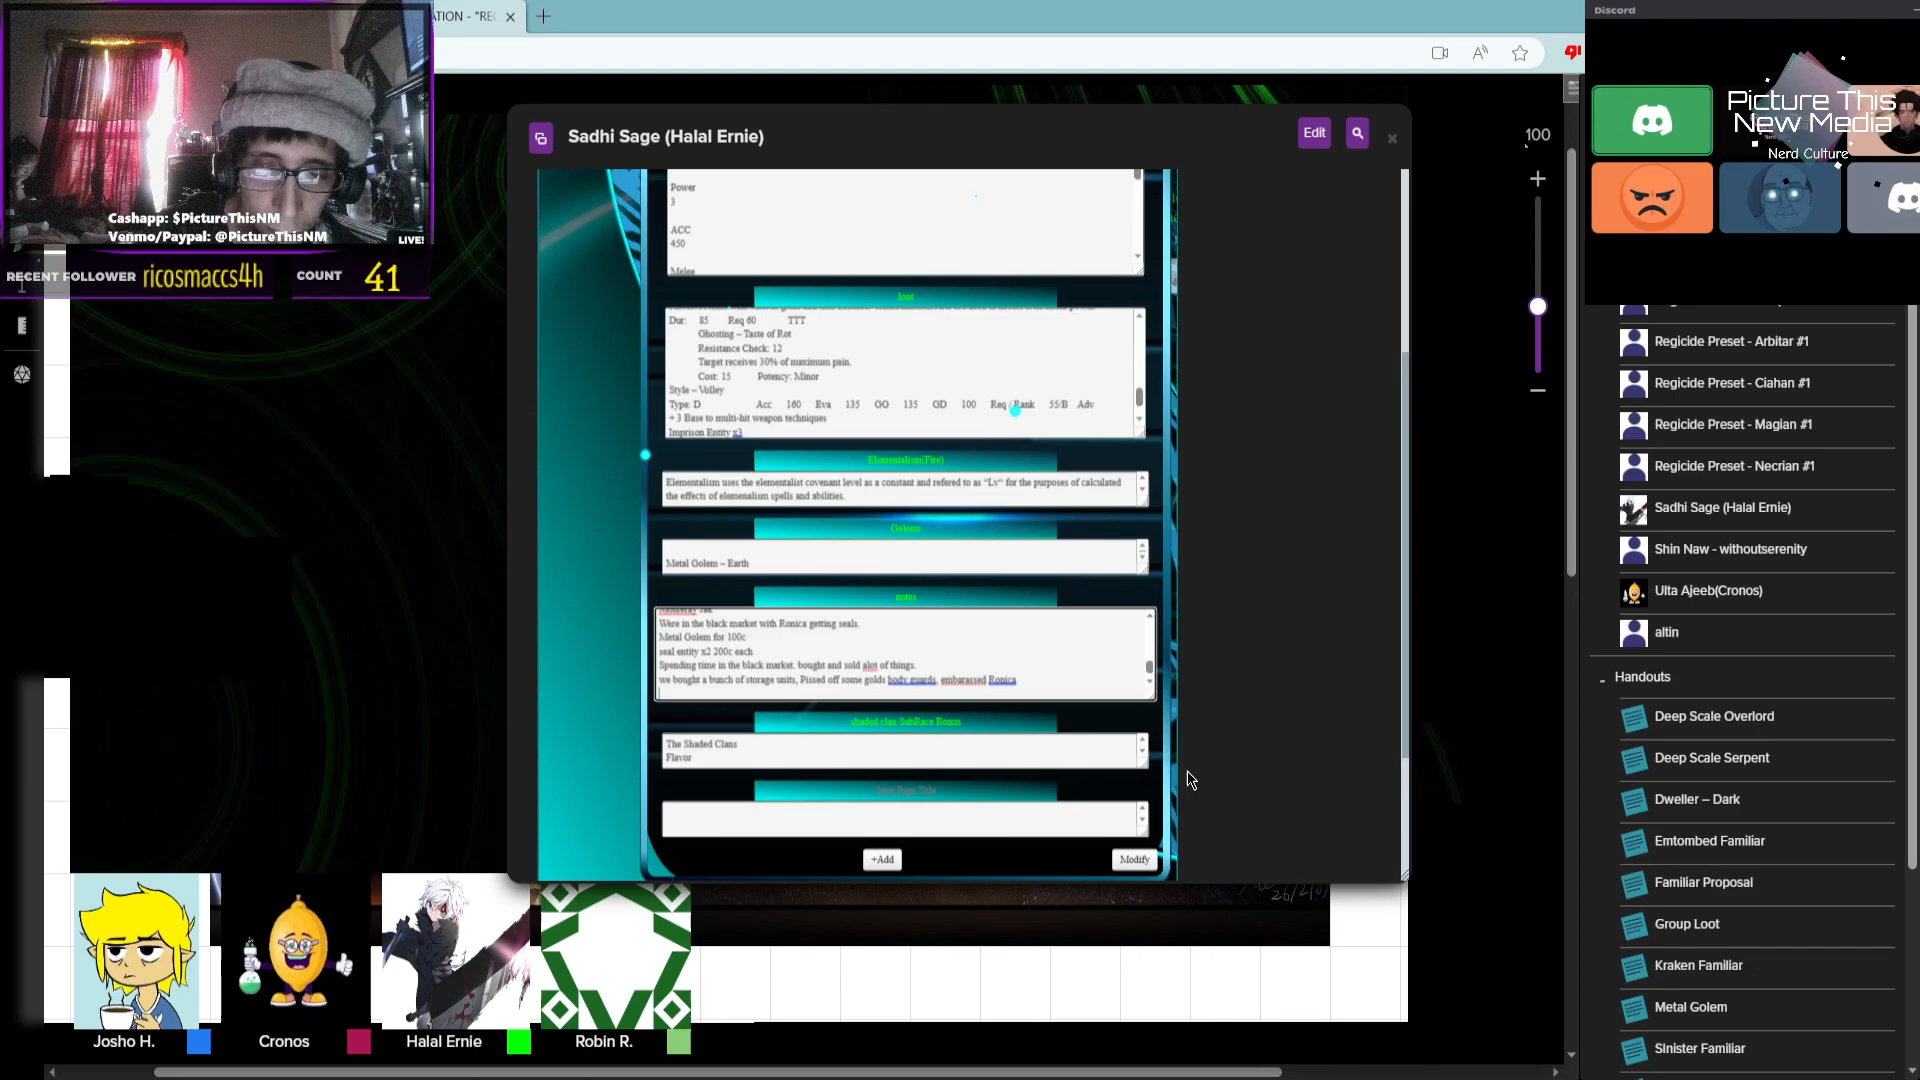 ATION - "RE
Discord
Picture This
New Media
Nerd Culture
Cashapp: $PictureThisNM
Venmo/Paypal: @PictureThisNM
LIVE!
RECENT FOLLOWER ricosmaccs4h COUNT 41
Sadhi Sage (Halal Ernie)
Edit
100
Power
3
ACC
450
Melee
loot
Dur: 85 Req 60 TTT
Ghosting – Taste of Rot
Resistance Check: 12
Target receives 30% of maximum pain.
Cost: 15 Potency: Minor
Style – Volley
Type: D Acc 160 Eva 135 GG 135 GD 100 Req / Rank 55/B Adv
+ 3 Base to multi-hit weapon techniques
Imprison Entity x3
Elementalism(Fire)
Elementalism uses the elementalist covenant level as a constant and refered to as “Lv“ for the purposes of calculated
the effects of elemenalism spells and abilities.
Golems
Metal Golem – Earth
notes
Were in the black market with Ronica getting seals.
Metal Golem for 100c
seal entity x2 200c each
Spending time in the black market. bought and sold alot of things.
we bought a bunch of storage units, Pissed off some golds body guards, embarassed Ronica
shaded clan SubRace Bonus
The Shaded Clans
Flavor
+Add
Modify
Regicide Preset - Arbitar #1
Regicide Preset - Ciahan #1
Regicide Preset - Magian #1
Regicide Preset - Necrian #1
Sadhi Sage (Halal Ernie)
Shin Naw - withoutserenity
Ulta Ajeeb(Cronos)
altin
Handouts
Deep Scale Overlord
Deep Scale Serpent
Dweller – Dark
Emtombed Familiar
Familiar Proposal
Group Loot
Kraken Familiar
Metal Golem
SInister Familiar
Josho H.
Cronos
Halal Ernie
Robin R.